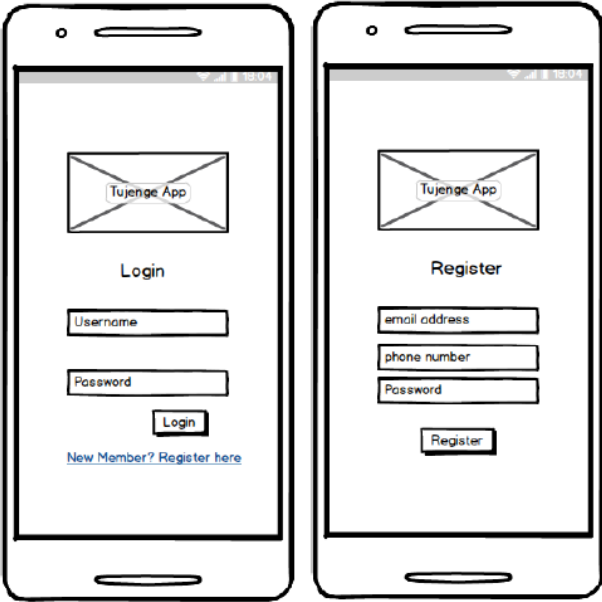 18:04
Tujenge App
Login
Username
Password
Login
New Member? Register here
18:04
Tujenge App
Register
email address
phone number
Password
Register